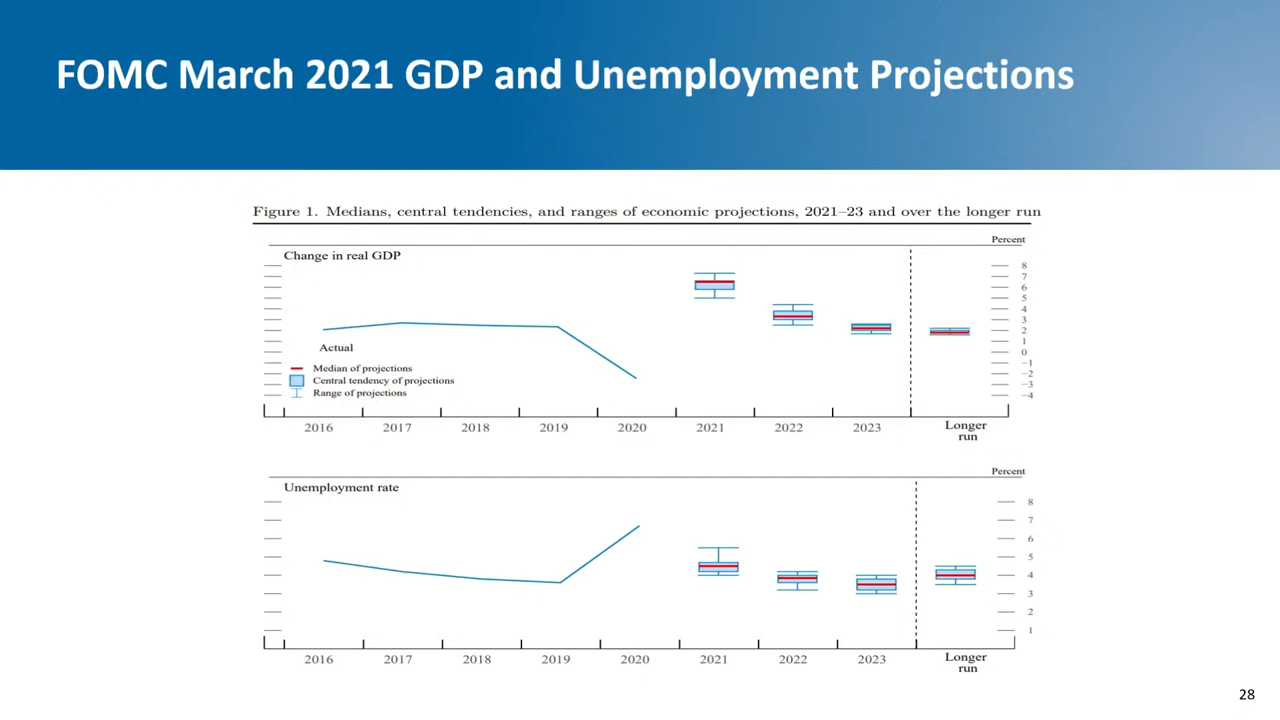 FOMC March 2021 GDP and Unemployment Projections
Figure 1. Medians, central tendencies, and ranges of economic projections, 2021–23 and over the longer run
Percent
Change in real GDP
8
7
6
5
4
3
2
1
0
−1
−2
−3
−4
Actual
Median of projections
Central tendency of projections
Range of projections
2016 2017 2018 2019 2020 2021 2022 2023 Longer
run
Percent
Unemployment rate
8
7
6
5
4
3
2
1
2016 2017 2018 2019 2020 2021 2022 2023 Longer
run
28